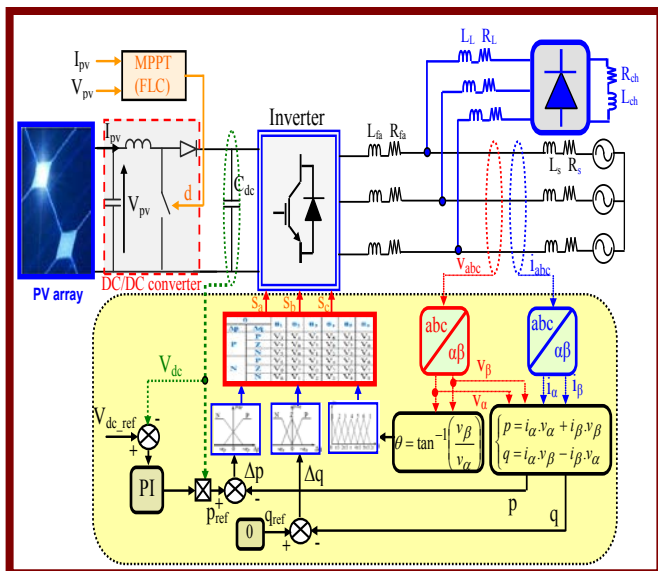 I_pv
V_pv
MPPT
(FLC)
L_L R_L
R_ch
L_ch
Inverter
I_pv
L_fa R_fa
C_dc
L_s R_s
d
V_pv
DC/DC converter
PV array
v_abc
i_abc
S_a S_b S_c
abc
αβ
abc
αβ
V_dc
v_β
v_α
i_α i_β
V_dc_ref
-
+
θ = tan⁻¹(v_β/v_α)
p = i_α.v_α + i_β.v_β
q = i_α.v_β − i_β.v_α
PI
Δp
Δq
+
-
p_ref
p
q
0
q_ref
+
-